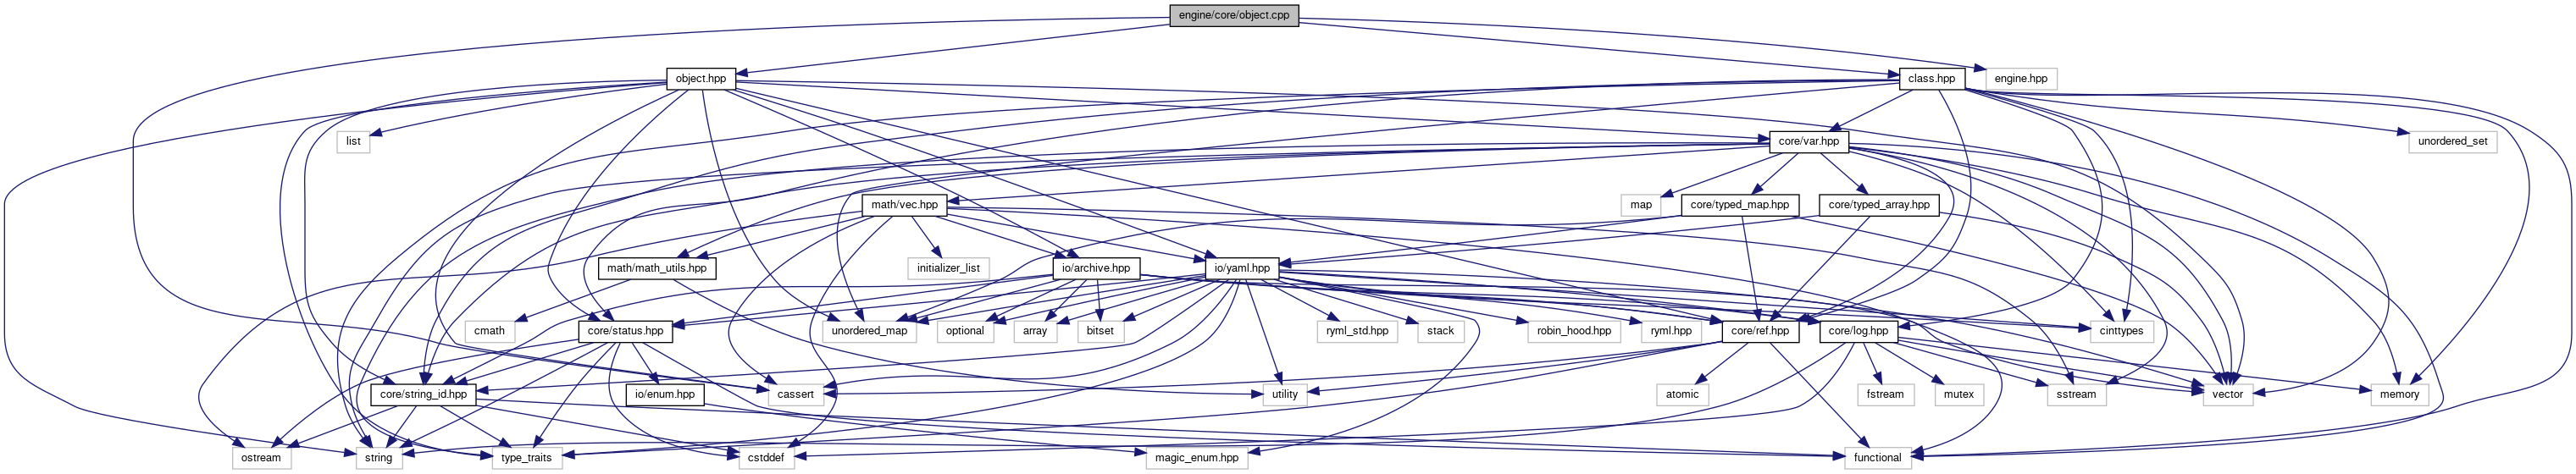 engine/core/object.cpp
object.hpp
class.hpp
engine.hpp
list
core/var.hpp
unordered_set
math/vec.hpp
map
core/typed_map.hpp
core/typed_array.hpp
math/math_utils.hpp
initializer_list
io/archive.hpp
io/yaml.hpp
cmath
core/status.hpp
unordered_map
optional
array
bitset
ryml_std.hpp
stack
robin_hood.hpp
ryml.hpp
core/ref.hpp
core/log.hpp
cinttypes
core/string_id.hpp
io/enum.hpp
cassert
utility
atomic
fstream
mutex
sstream
vector
memory
ostream
string
type_traits
cstddef
magic_enum.hpp
functional